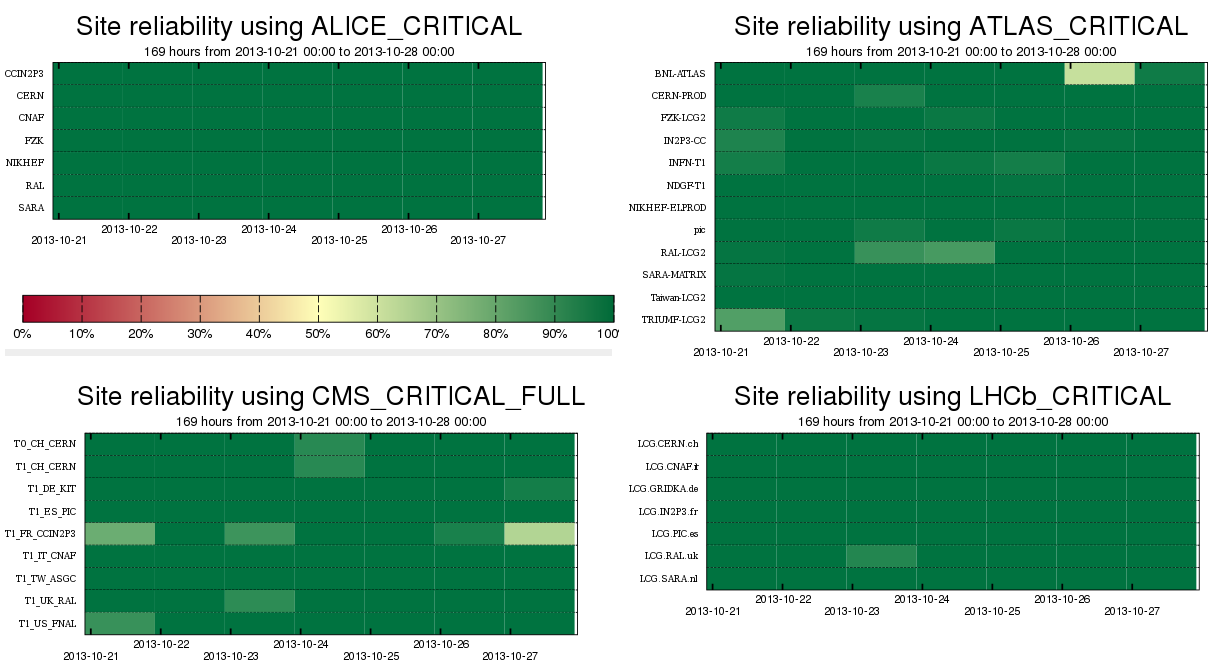 Site reliability using ALICE_CRITICAL
169 hours from 2013-10-21 00:00 to 2013-10-28 00:00
CCIN2P3
CERN
CNAF
FZK
NIKHEF
RAL
SARA
2013-10-22 2013-10-24 2013-10-26
2013-10-21 2013-10-23 2013-10-25 2013-10-27
0% 10% 20% 30% 40% 50% 60% 70% 80% 90% 100
Site reliability using ATLAS_CRITICAL
169 hours from 2013-10-21 00:00 to 2013-10-28 00:00
BNL-ATLAS
CERN-PROD
FZK-LCG2
IN2P3-CC
INFN-T1
NDGF-T1
NIKHEF-ELPROD
pic
RAL-LCG2
SARA-MATRIX
Taiwan-LCG2
TRIUMF-LCG2
2013-10-22 2013-10-24 2013-10-26
2013-10-21 2013-10-23 2013-10-25 2013-10-27
Site reliability using CMS_CRITICAL_FULL
169 hours from 2013-10-21 00:00 to 2013-10-28 00:00
T0_CH_CERN
T1_CH_CERN
T1_DE_KIT
T1_ES_PIC
T1_FR_CCIN2P3
T1_IT_CNAF
T1_TW_ASGC
T1_UK_RAL
T1_US_FNAL
2013-10-22 2013-10-24 2013-10-26
2013-10-21 2013-10-23 2013-10-25 2013-10-27
Site reliability using LHCb_CRITICAL
169 hours from 2013-10-21 00:00 to 2013-10-28 00:00
LCG.CERN.ch
LCG.CNAF.it
LCG.GRIDKA.de
LCG.IN2P3.fr
LCG.PIC.es
LCG.RAL.uk
LCG.SARA.nl
2013-10-22 2013-10-24 2013-10-26
2013-10-21 2013-10-23 2013-10-25 2013-10-27